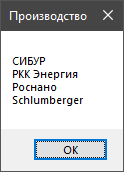 Производство
СИБУР
РКК Энергия
Роснано
Schlumberger
OK